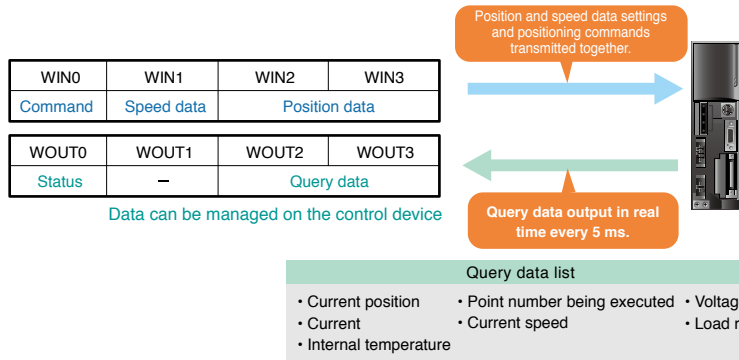 Position and speed data settings
and positioning commands
transmitted together.
WIN0 WIN1 WIN2 WIN3
Command Speed data Position data
WOUT0 WOUT1 WOUT2 WOUT3
Status – Query data
Data can be managed on the control device
Query data output in real
time every 5 ms.
Query data list
• Current position • Point number being executed •
• Current • Current speed • Load
• Internal temperature